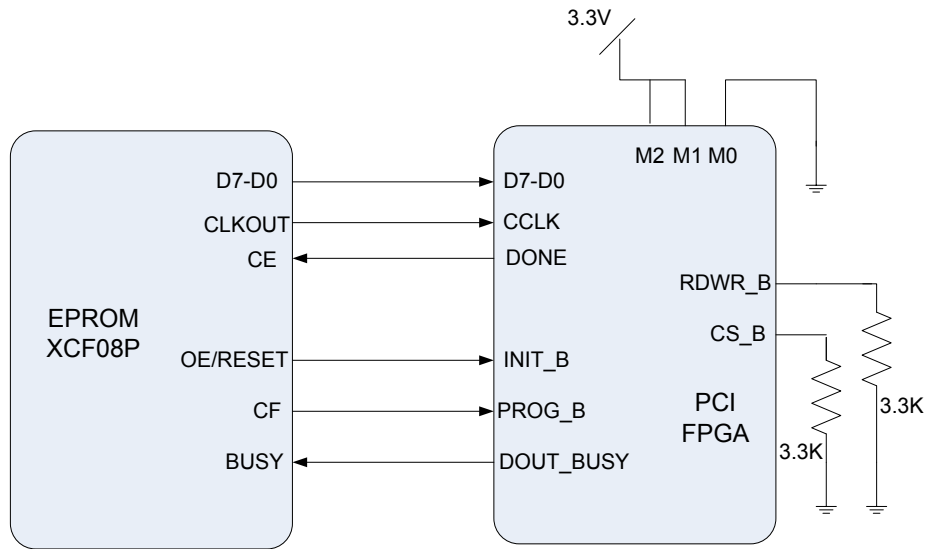 3.3V
M2 M1 M0
D7-D0
D7-D0
CLKOUT
CCLK
CE
DONE
RDWR_B
EPROM
XCF08P
CS_B
OE/RESET
INIT_B
CF
PROG_B
PCI
FPGA
3.3K
3.3K
BUSY
DOUT_BUSY